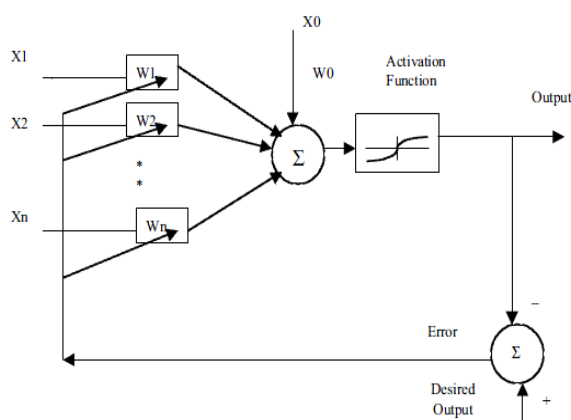 X0
X1
W1
W0
Activation
Function
Output
X2
W2
*
*
Σ
Xn
Wn
−
Error
Σ
Desired
Output
+